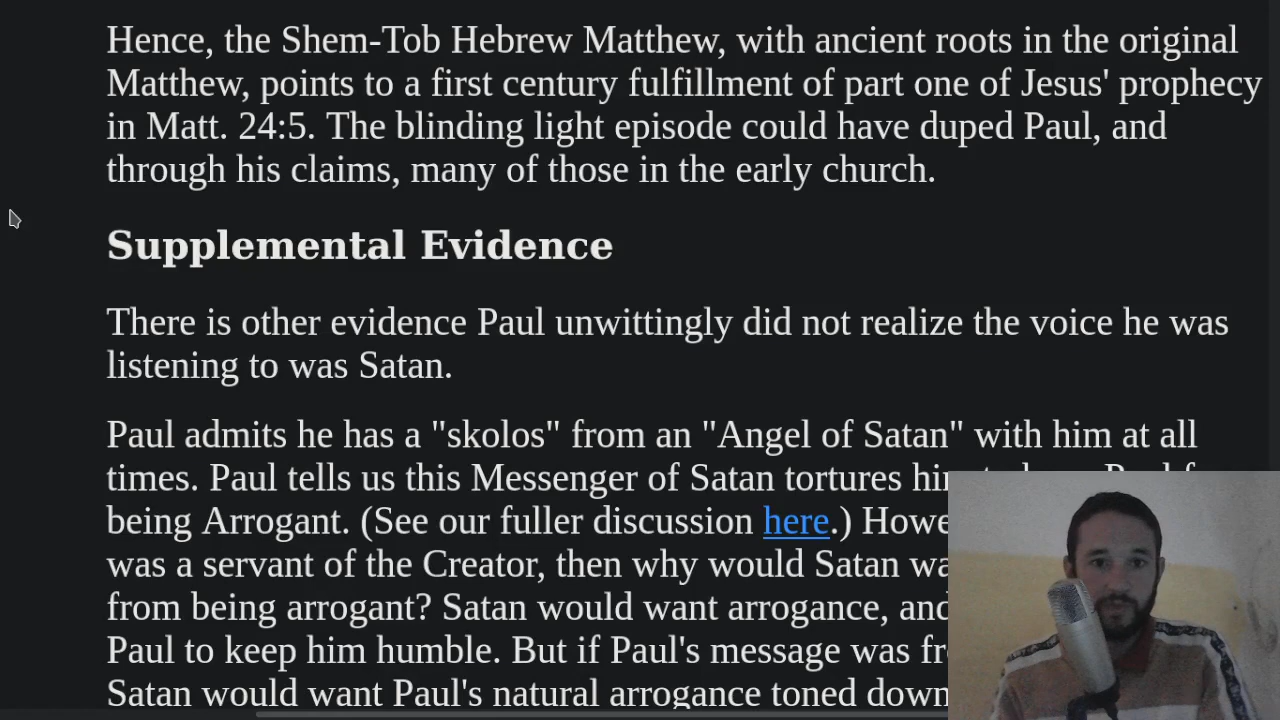 Hence, the Shem-Tob Hebrew Matthew, with ancient roots in the original
Matthew, points to a first century fulfillment of part one of Jesus' prophecy
in Matt. 24:5. The blinding light episode could have duped Paul, and
through his claims, many of those in the early church.
Supplemental Evidence
There is other evidence Paul unwittingly did not realize the voice he was
listening to was Satan.
Paul admits he has a "skolos" from an "Angel of Satan" with him at all
times. Paul tells us this Messenger of Satan tortures
being Arrogant. (See our fuller discussion here.)
was a servant of the Creator, then why would Satan
from being arrogant? Satan would want arrogance,
Paul to keep him humble. But if Paul's message was
Satan would want Paul's natural arrogance toned down